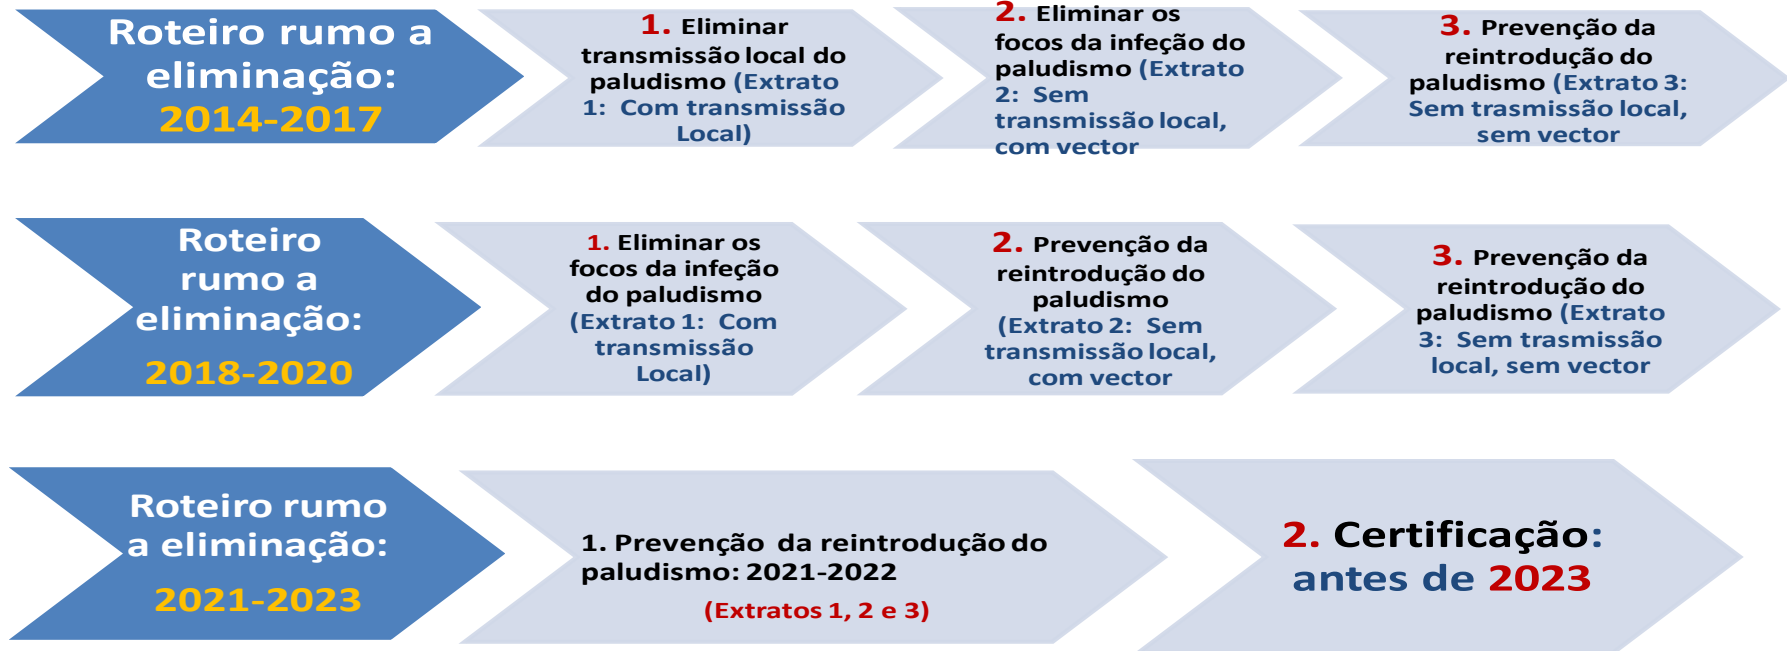 Roteiro rumo a
eliminação:
2014-2017
1. Eliminar
transmissão local do
paludismo (Extrato
1: Com transmissão
Local)
2. Eliminar os
focos da infeção do
paludismo (Extrato
2: Sem
transmissão local,
com vector
3. Prevenção da
reintrodução do
paludismo (Extrato 3:
Sem trasmissão local,
sem vector
Roteiro
rumo a
eliminação:
2018-2020
1. Eliminar os
focos da infeção
do paludismo
(Extrato 1: Com
transmissão
Local)
2. Prevenção da
reintrodução do
paludismo
(Extrato 2: Sem
transmissão local,
com vector
3. Prevenção da
reintrodução do
paludismo (Extrato
3: Sem trasmissão
local, sem vector
Roteiro rumo
a eliminação:
2021-2023
1. Prevenção da reintrodução do
paludismo: 2021-2022
(Extratos 1, 2 e 3)
2. Certificação:
antes de 2023